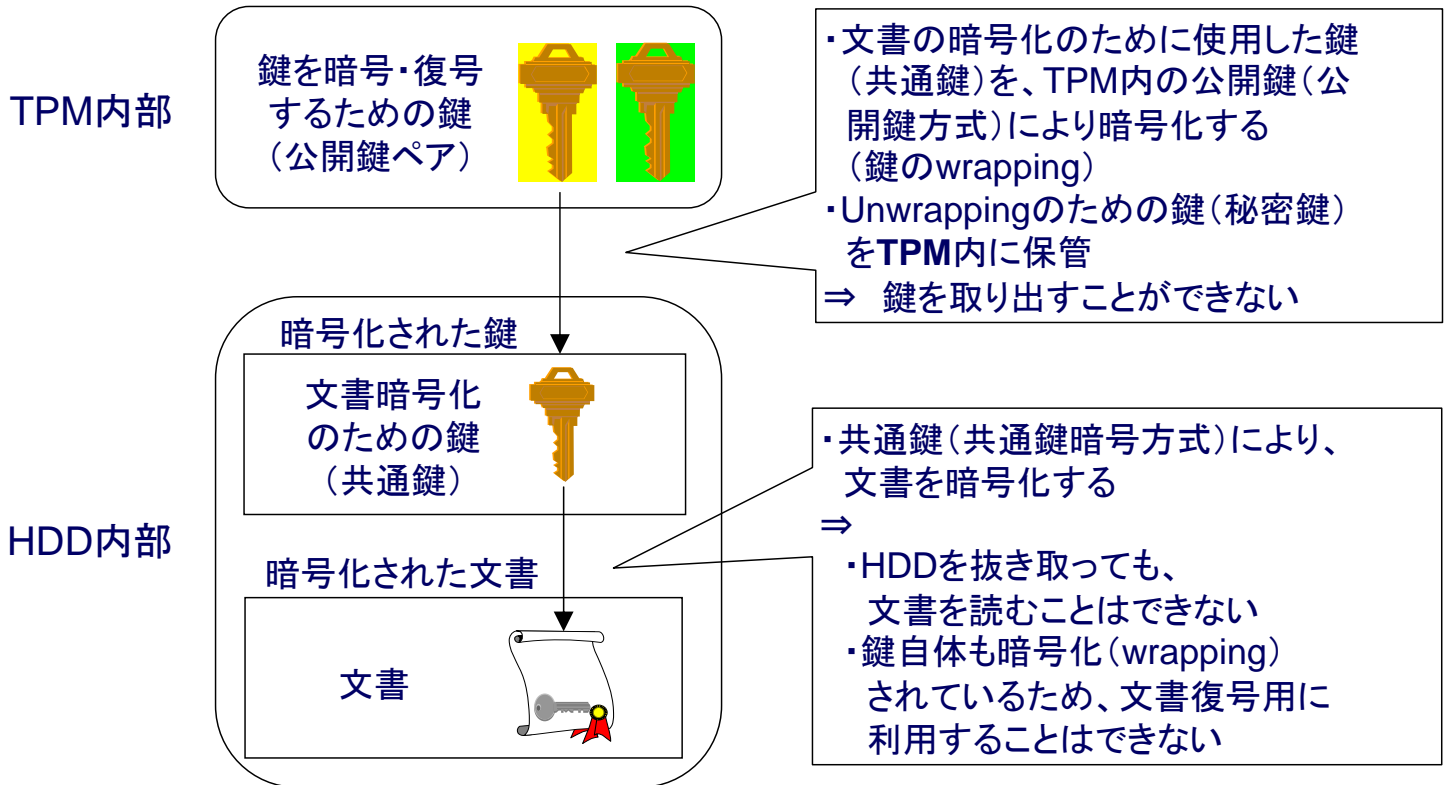 TPM内部
鍵を暗号・復号
するための鍵
（公開鍵ペア）
・文書の暗号化のために使用した鍵
（共通鍵）を、TPM内の公開鍵（公
開鍵方式）により暗号化する
（鍵のwrapping）
・Unwrappingのための鍵（秘密鍵）
をTPM内に保管
⇒ 鍵を取り出すことができない
HDD内部
暗号化された鍵
文書暗号化
のための鍵
（共通鍵）
暗号化された文書
文書
・共通鍵（共通鍵暗号方式）により、
文書を暗号化する
⇒
・HDDを抜き取っても、
文書を読むことはできない
・鍵自体も暗号化（wrapping）
されているため、文書復号用に
利用することはできない